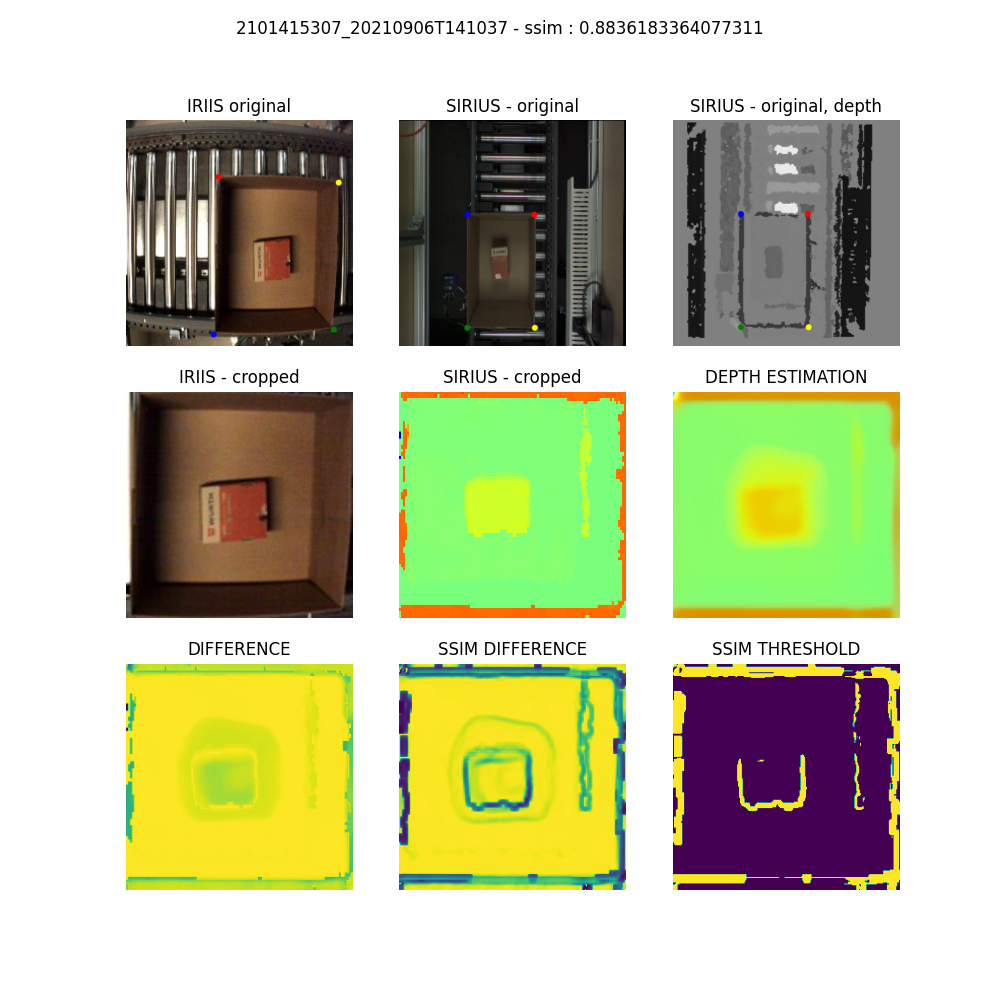 2101415307_20210906T141037 - ssim : 0.8836183364077311
IRIIS original
SIRIUS - original
SIRIUS - original, depth
IRIIS - cropped
SIRIUS - cropped
DEPTH ESTIMATION
WÜRTH
DIFFERENCE
SSIM DIFFERENCE
SSIM THRESHOLD